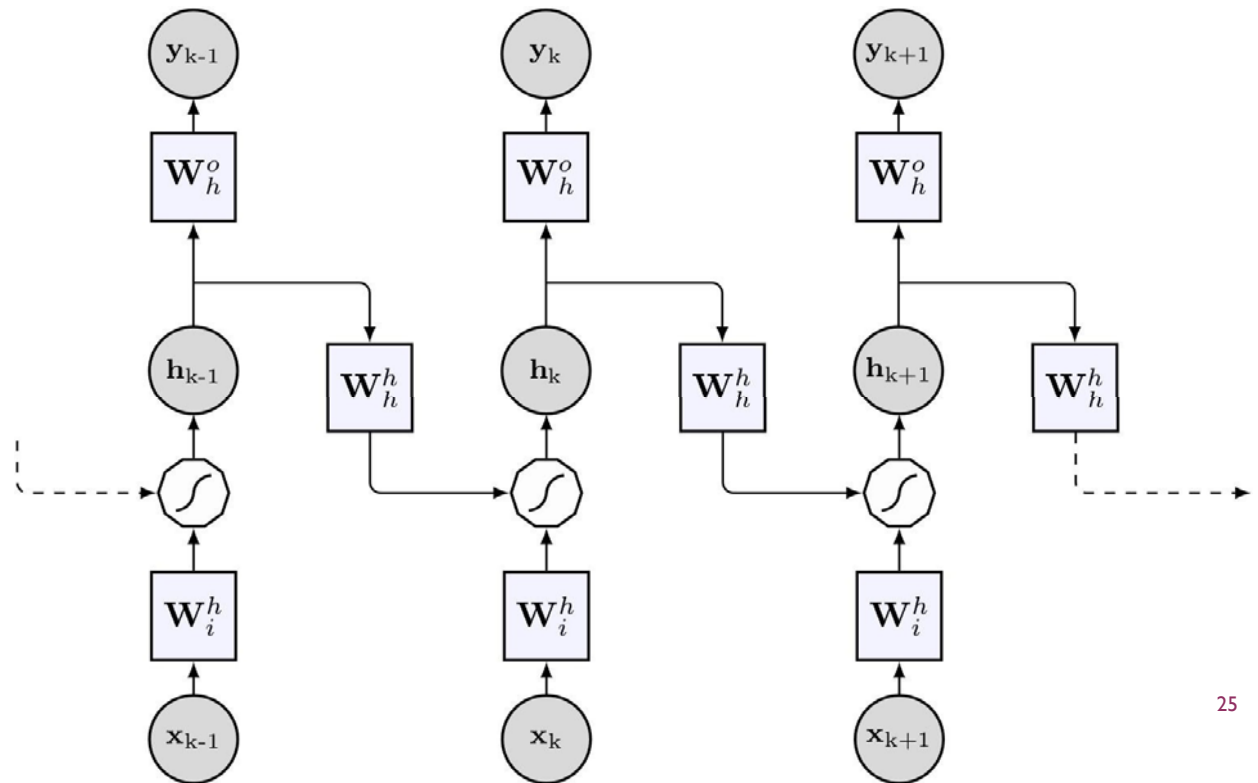 y_{k-1} y_k y_{k+1}
W_h^o W_h^o W_h^o
h_{k-1} W_h^h h_k W_h^h h_{k+1} W_h^h
W_i^h W_i^h W_i^h
25
x_{k-1} x_k x_{k+1}